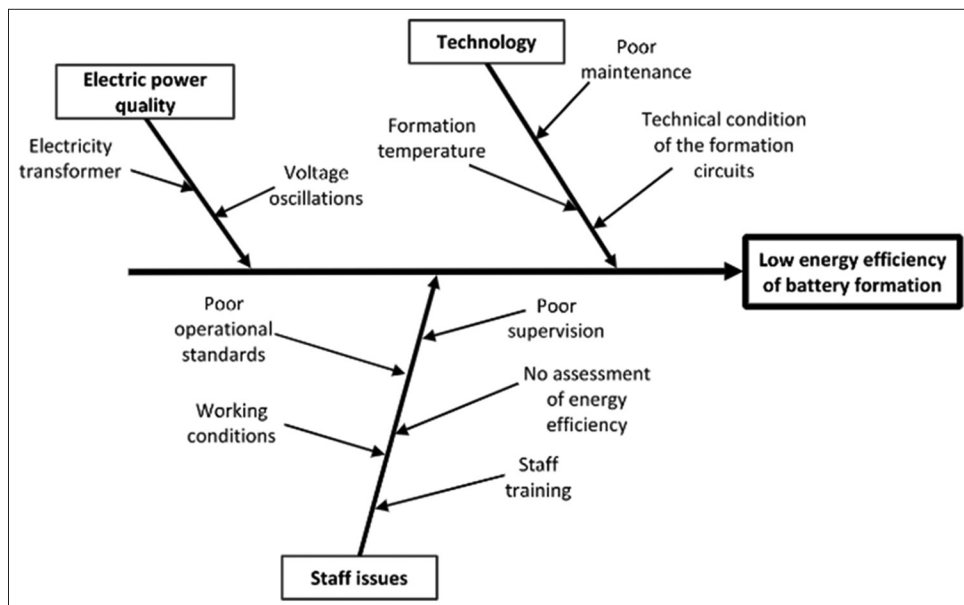 Technology
Poor
maintenance
Electric power
quality
Formation
temperature
Technical condition
of the formation
circuits
Electricity
transformer
Voltage
oscillations
Low energy efficiency
of battery formation
Poor
operational
standards
Poor
supervision
No assessment
of energy
efficiency
Working
conditions
Staff
training
Staff issues